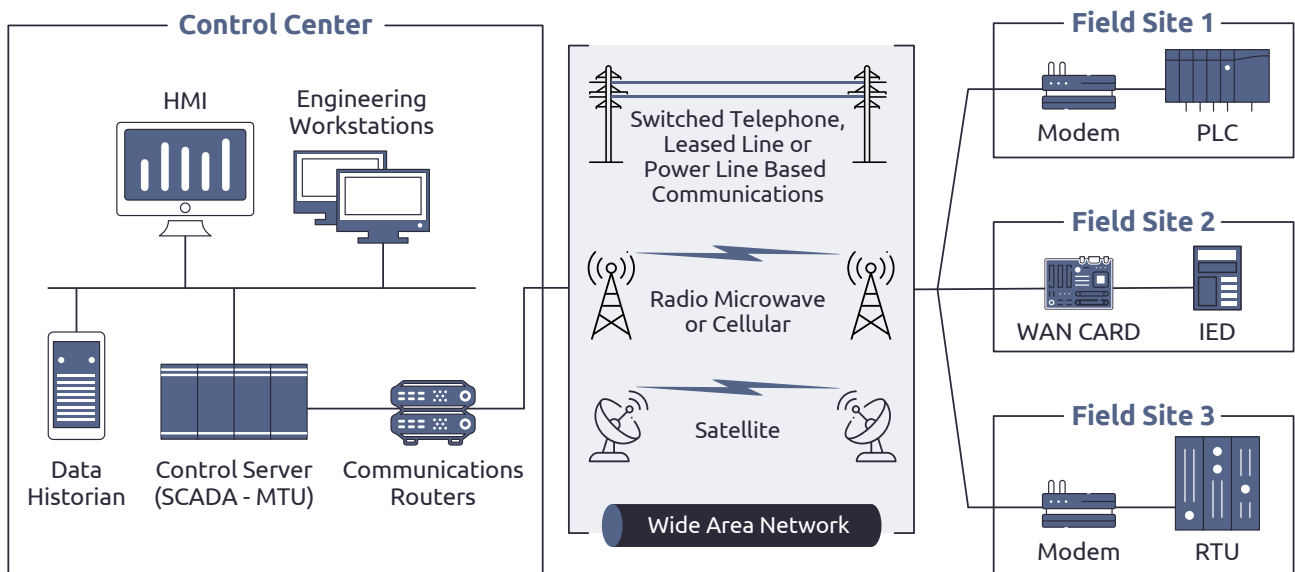 Control Center
HMI
Engineering
Workstations
Data
Historian
Control Server
(SCADA - MTU)
Communications
Routers
Switched Telephone,
Leased Line or
Power Line Based
Communications
Radio Microwave
or Cellular
Satellite
Wide Area Network
Field Site 1
Modem
PLC
Field Site 2
WAN CARD
IED
Field Site 3
Modem
RTU